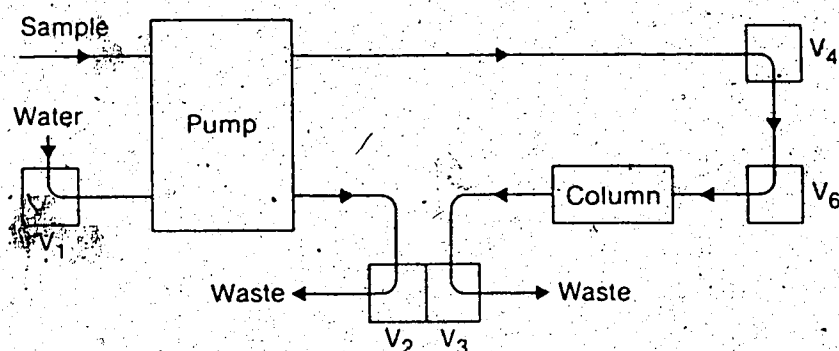 Sample
V4
Water
Pump
Column
V6
V1
Waste
Waste
V2
V3